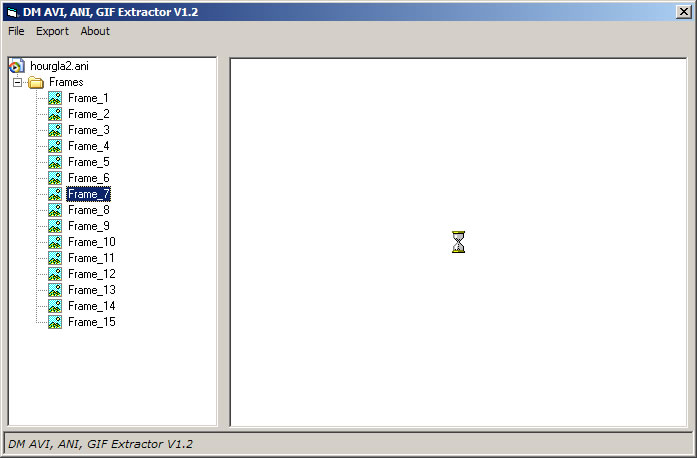 DM AVI, ANI, GIF Extractor V1.2
File Export About
hourgla2.ani
Frames
Frame_1
Frame_2
Frame_3
Frame_4
Frame_5
Frame_6
Frame_7
Frame_8
Frame_9
Frame_10
Frame_11
Frame_12
Frame_13
Frame_14
Frame_15
DM AVI, ANI, GIF Extractor V1.2